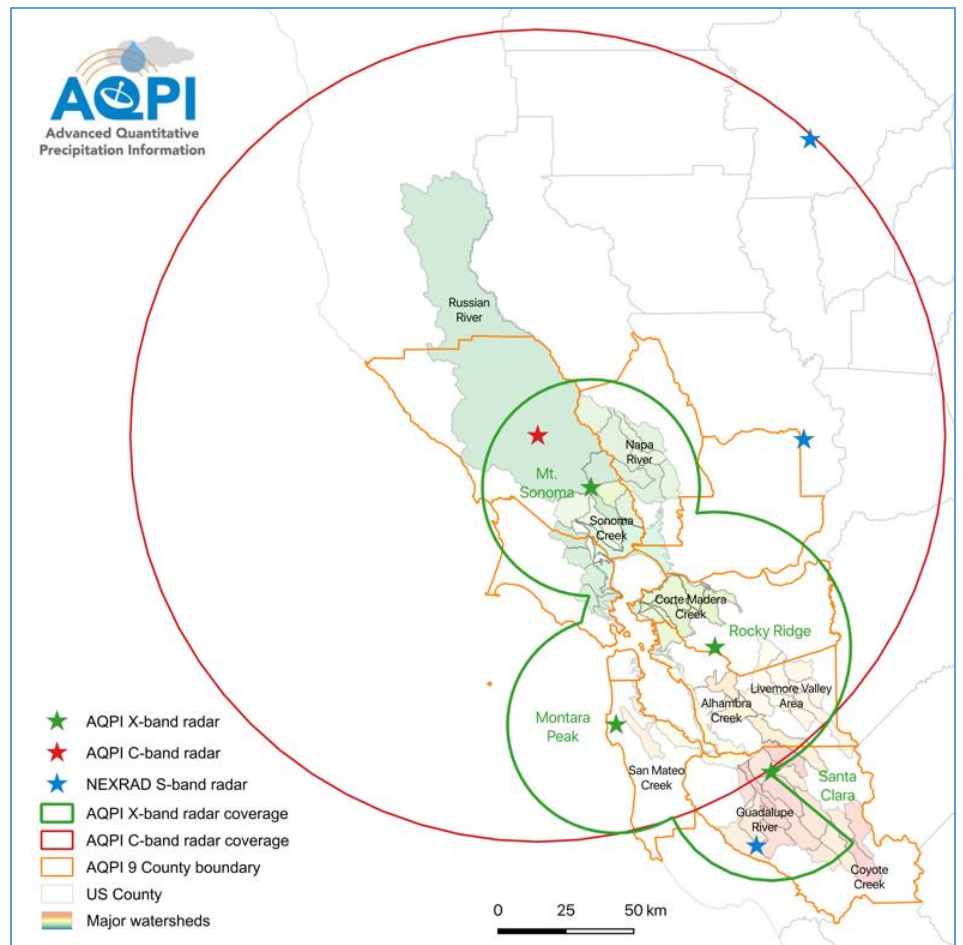 AQPI
Advanced Quantitative
Precipitation Information
Russian
River
Napa
River
Mt.
Sonoma
Sonoma
Creek
Corte Madera
Creek
Rocky Ridge
Livemore Valley
Area
Alhambra
Creek
Montara
Peak
San Mateo
Creek
Santa
Clara
Guadalupe
River
Coyote
Creek
AQPI X-band radar
AQPI C-band radar
NEXRAD S-band radar
AQPI X-band radar coverage
AQPI C-band radar coverage
AQPI 9 County boundary
US County
Major watersheds
0 25 50 km